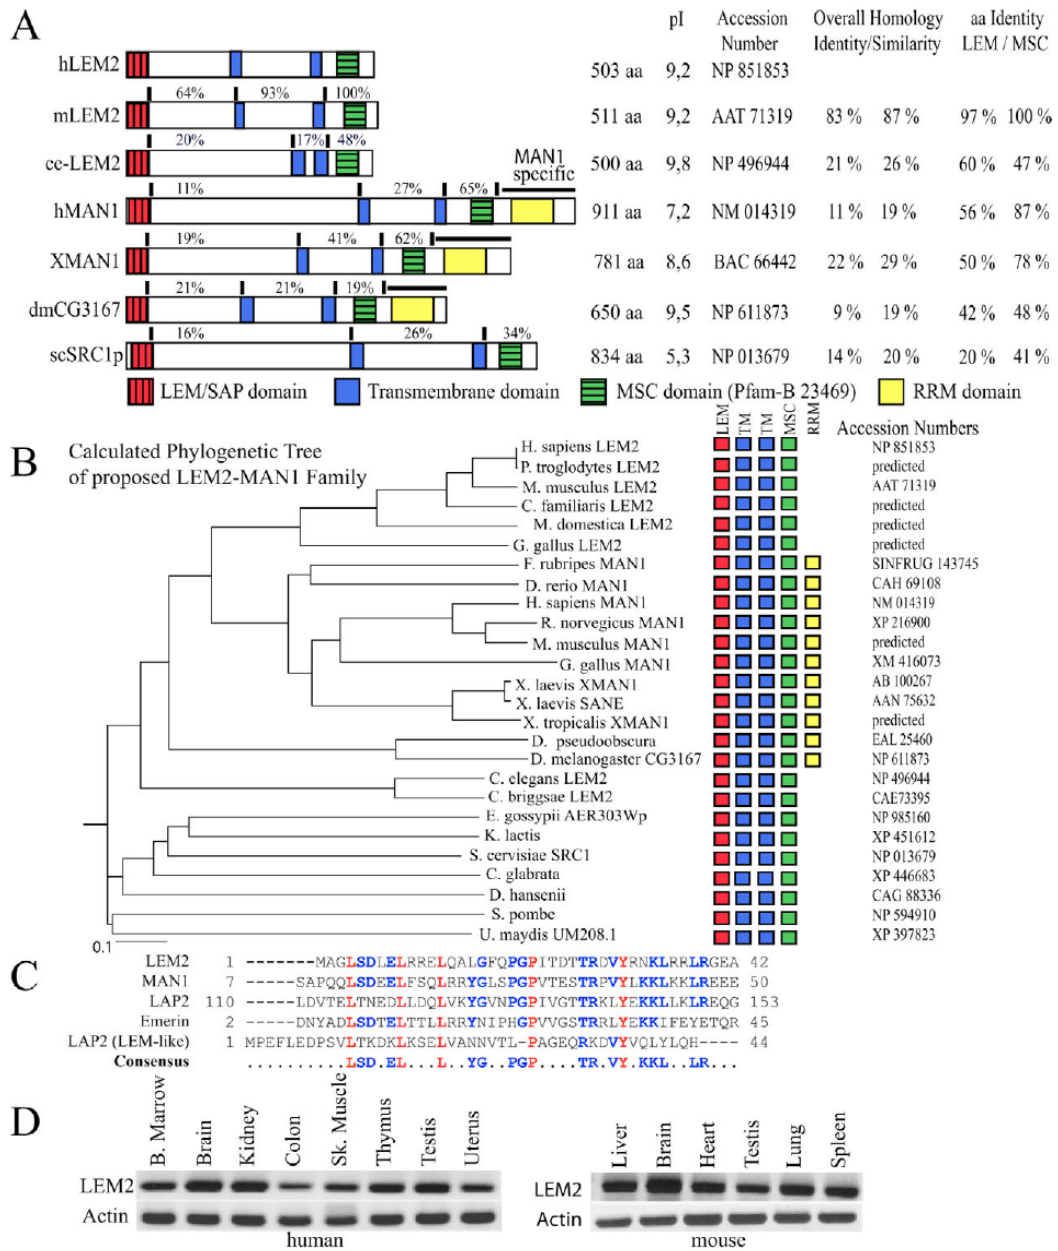 A
pI Accession Overall Homology aa Identity
Number Identity/Similarity LEM / MSC
hLEM2 503 aa 9,2 NP 851853
64% 93% 100%
mLEM2 511 aa 9,2 AAT 71319 83 % 87 % 97 % 100 %
20% 17% 48%
ce-LEM2 500 aa 9,8 NP 496944 21 % 26 % 60 % 47 %
MAN1
specific
11% 27% 65%
hMAN1 911 aa 7,2 NM 014319 11 % 19 % 56 % 87 %
19% 41% 62%
XMAN1 781 aa 8,6 BAC 66442 22 % 29 % 50 % 78 %
21% 21% 19%
dmCG3167 650 aa 9,5 NP 611873 9 % 19 % 42 % 48 %
16% 26% 34%
scSRC1p 834 aa 5,3 NP 013679 14 % 20 % 20 % 41 %
LEM/SAP domain Transmembrane domain MSC domain (Pfam-B 23469) RRM domain
B Calculated Phylogenetic Tree
of proposed LEM2-MAN1 Family
LEM TM TM MSC RRM Accession Numbers
H. sapiens LEM2 NP 851853
P. troglodytes LEM2 predicted
M. musculus LEM2 AAT 71319
C. familiaris LEM2 predicted
M. domestica LEM2 predicted
G. gallus LEM2 predicted
F. rubripes MAN1 SINFRUG 143745
D. rerio MAN1 CAH 69108
H. sapiens MAN1 NM 014319
R. norvegicus MAN1 XP 216900
M. musculus MAN1 predicted
G. gallus MAN1 XM 416073
X. laevis XMAN1 AB 100267
X. laevis SANE AAN 75632
X. tropicalis XMAN1 predicted
D. pseudoobscura EAL 25460
D. melanogaster CG3167 NP 611873
C. elegans LEM2 NP 496944
C. briggsae LEM2 CAE73395
E. gossypii AER303Wp NP 985160
K. lactis XP 451612
S. cervisiae SRC1 NP 013679
C. glabrata XP 446683
D. hansenii CAG 88336
S. pombe NP 594910
U. maydis UM208.1 XP 397823
0.1
C
LEM2 1 -------MAGLSDLELRRELQALGFQPGPITDTTRDVYRNKLRRLRGEA 42
MAN1 7 -----SAPQQLSDEELFSQLRRYGLSPGPVTESTRPVYLKKLKKLREEE 50
LAP2 110 -----LDVTELTNEDLLDQLVKYGVNPGPIVGTTRKLYEKKLLKLREQG 153
Emerin 2 -----DNYADLSDTELTTLLRRYNIPHGPVVGSTRRLYEKKIFEYETQR 45
LAP2 (LEM-like) 1 MPEFLEDPSVLTKDKLKSELVANNVTL-PAGEQRKDVYVQLYLQH---- 44
Consensus ..........LSD.EL..L..YG..PGP....TR.VY.KKL..LR...
D
B. Marrow Brain Kidney Colon Sk. Muscle Thymus Testis Uterus
LEM2
Actin
human
Liver Brain Heart Testis Lung Spleen
LEM2
Actin
mouse